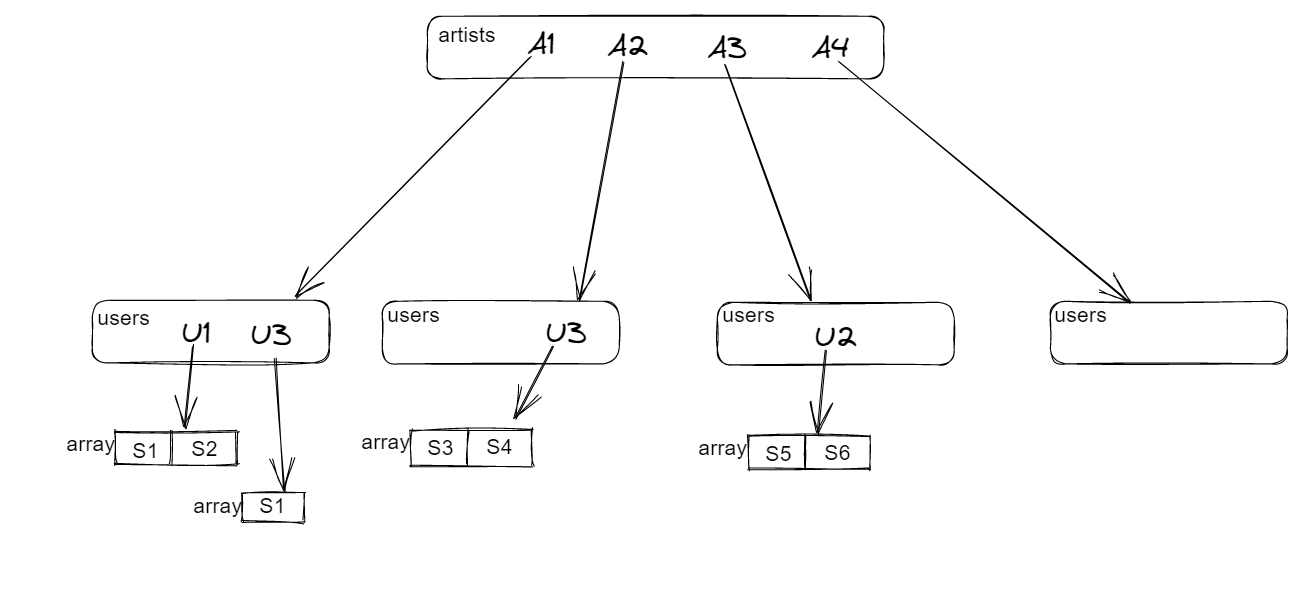 artists A1 A2 A3 A4
users U1 U3
users U3
users U2
users
array S1 S2
array S3 S4
array S5 S6
array S1